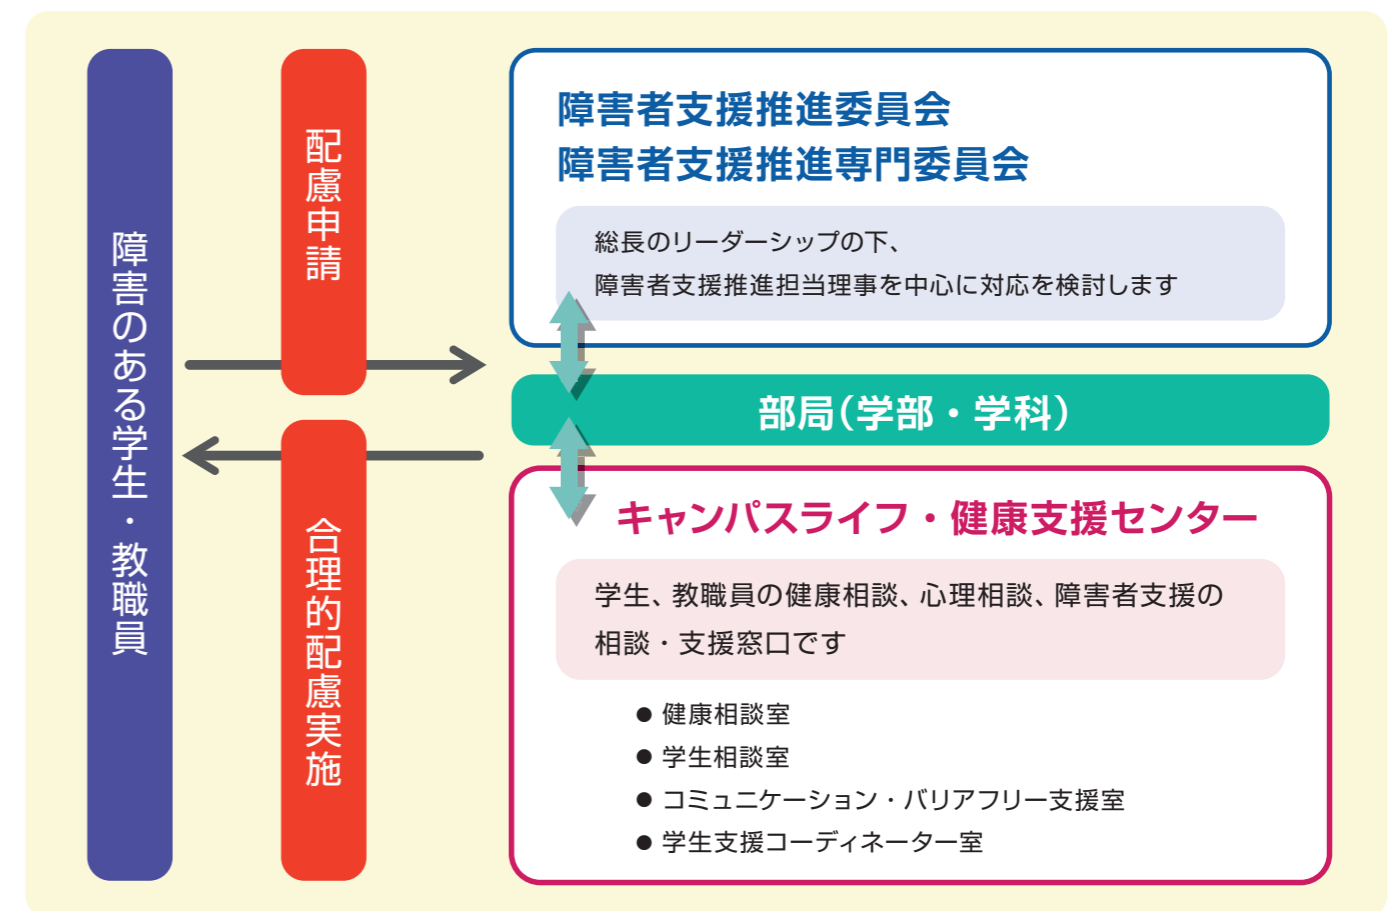 障害のある学生・教職員
配慮申請
合理的配慮実施
障害者支援推進委員会
障害者支援推進専門委員会
総長のリーダーシップの下、
障害者支援推進担当理事を中心に対応を検討します
部局(学部・学科)
キャンパスライフ・健康支援センター
学生、教職員の健康相談、心理相談、障害者支援の
相談・支援窓口です
● 健康相談室
● 学生相談室
● コミュニケーション・バリアフリー支援室
● 学生支援コーディネーター室